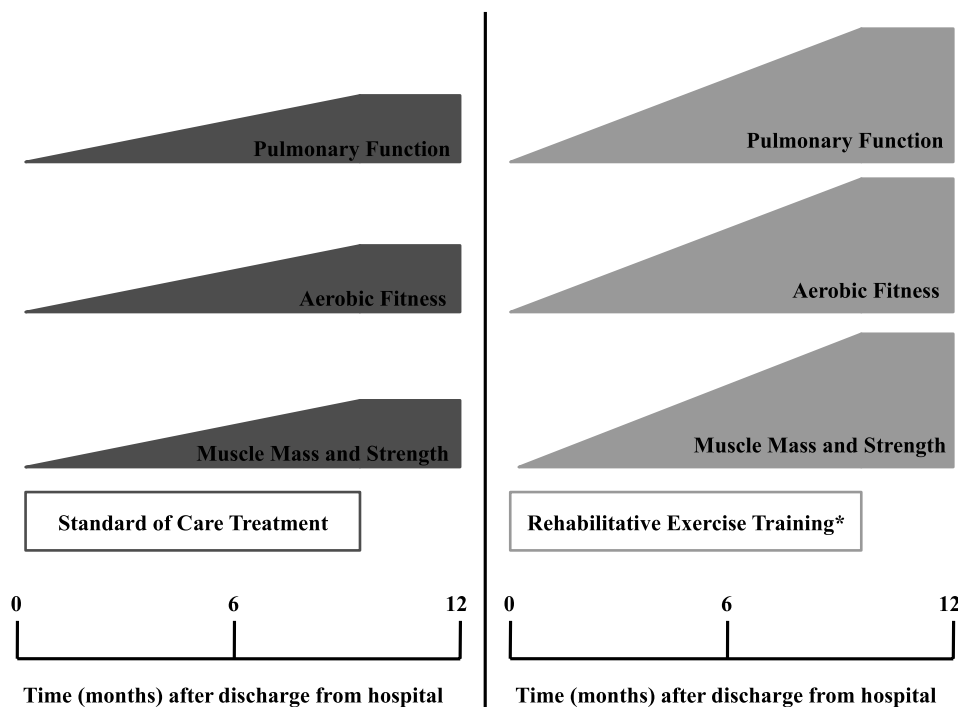 Pulmonary Function
Aerobic Fitness
Muscle Mass and Strength
Standard of Care Treatment
0 6 12
Time (months) after discharge from hospital
Pulmonary Function
Aerobic Fitness
Muscle Mass and Strength
Rehabilitative Exercise Training*
0 6 12
Time (months) after discharge from hospital